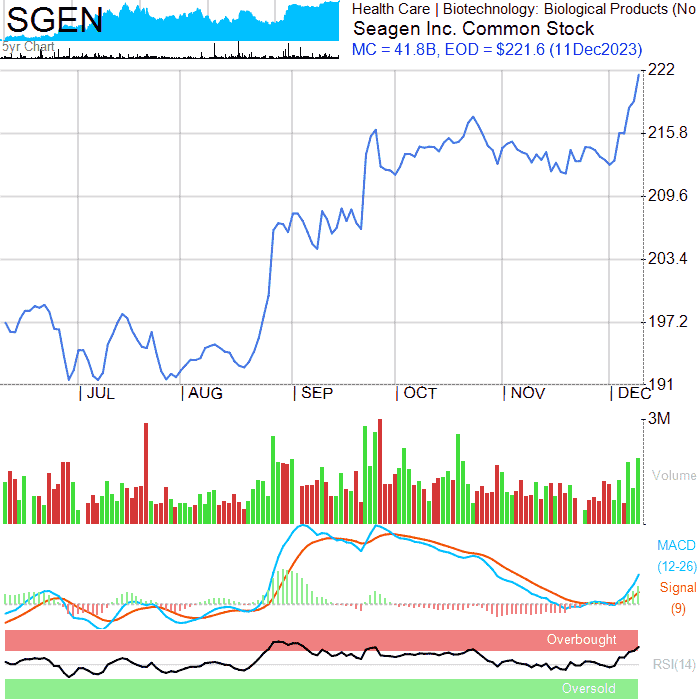 SGEN
5yr Chart
Health Care | Biotechnology: Biological Products (No
Seagen Inc. Common Stock
MC = 41.8B, EOD = $221.6 (11Dec2023)
222
215.8
209.6
203.4
197.2
191
| JUL | AUG | SEP | OCT | NOV | DEC
3M
Volume
MACD
(12-26)
Signal
(9)
Overbought
RSI(14)
Oversold